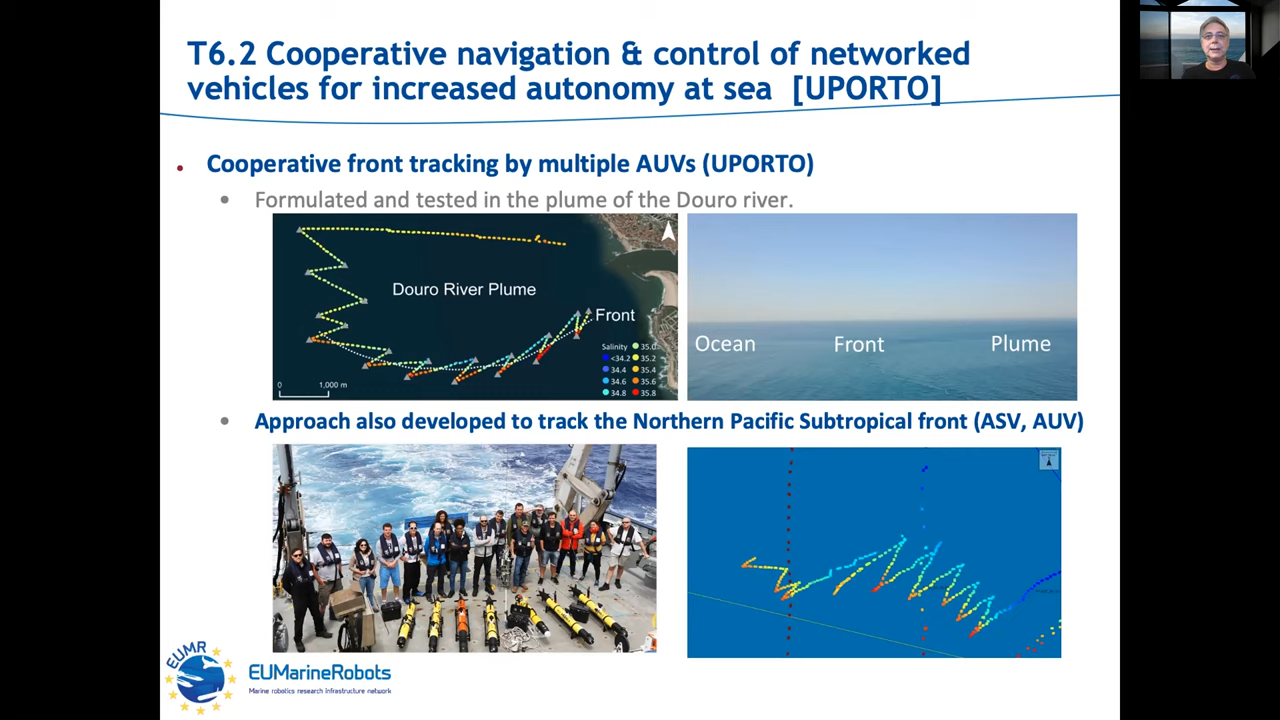 T6.2 Cooperative navigation & control of networked
vehicles for increased autonomy at sea [UPORTO]
• Cooperative front tracking by multiple AUVs (UPORTO)
• Formulated and tested in the plume of the Douro river.
Douro River Plume
Front
Salinity
<34.2
34.4
34.6
34.8
35.0
35.2
35.4
35.6
35.8
0 1,000 m
Ocean Front Plume
• Approach also developed to track the Northern Pacific Subtropical front (ASV, AUV)
EUMR
EUMarineRobots
Marine robotics research infrastructure network